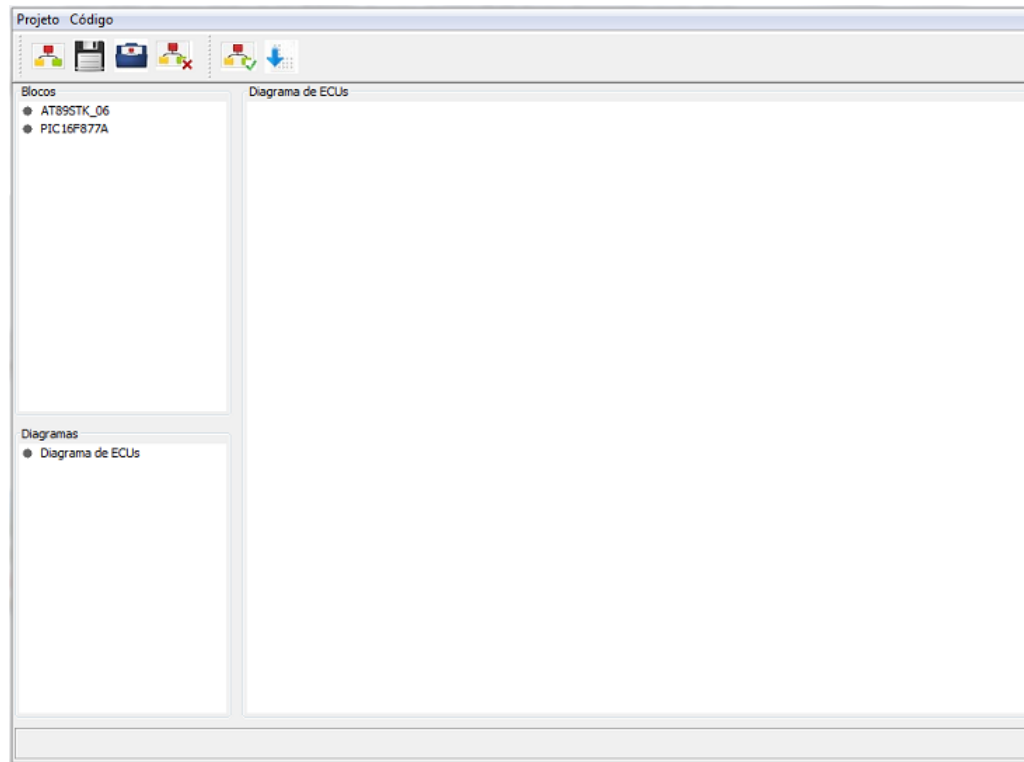 Projeto Código
Blocos
AT89STK_06
PIC16F877A
Diagrama de ECUs
Diagramas
Diagrama de ECUs